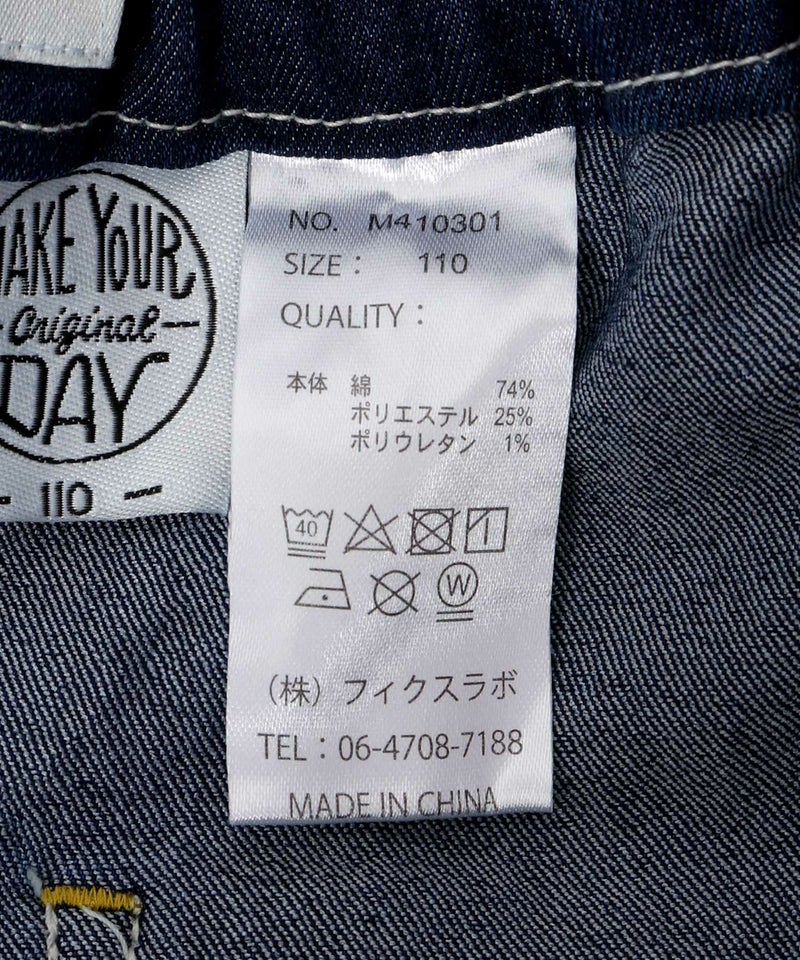 MAKE YOUR
Original
DAY
- 110 -
NO. M410301
SIZE： 110
QUALITY：
本体 綿 74%
ポリエステル 25%
ポリウレタン 1%
40
W
（株）フィクスラボ
TEL：06-4708-7188
MADE IN CHINA